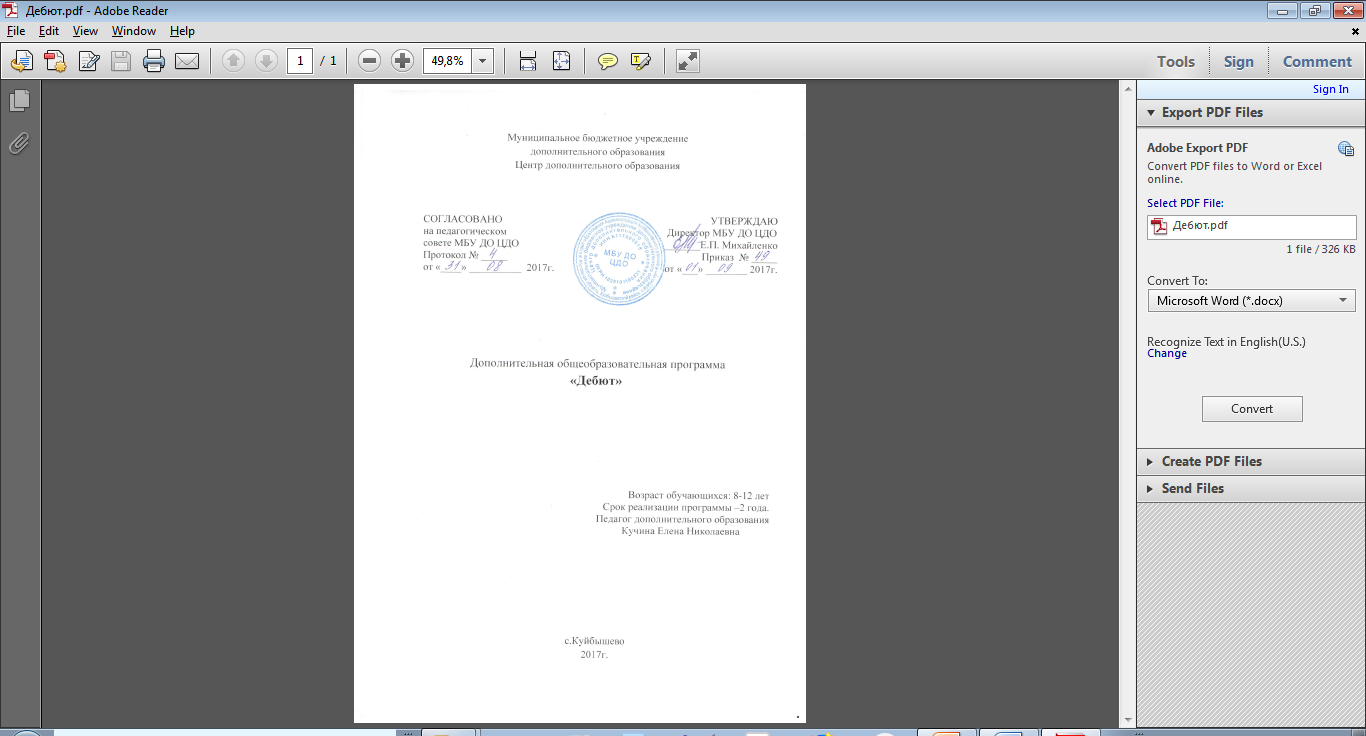 Дебют.pdf - Adobe Reader
File Edit View Window Help
1 / 1
49,8%
Tools Sign Comment
Sign In
Export PDF Files
Adobe Export PDF
Convert PDF files to Word or Excel
online.
Select PDF File:
Дебют.pdf
1 file / 326 KB
Convert To:
Microsoft Word (*.docx)
Recognize Text in English(U.S.)
Change
Convert
Create PDF Files
Send Files
Муниципальное бюджетное учреждение
дополнительного образования
Центр дополнительного образования
СОГЛАСОВАНО
на педагогическом
совете МБУ ДО ЦДО
Протокол № 4
от « 31 » 08 2017г.
МБУ ДО
ЦДО
УТВЕРЖДАЮ
Директор МБУ ДО ЦДО
Е.П. Михайленко
Приказ № 49
от « 01 » 09 2017г.
Дополнительная общеобразовательная программа
«Дебют»
Возраст обучающихся: 8-12 лет
Срок реализации программы –2 года.
Педагог дополнительного образования
Кучина Елена Николаевна
с.Куйбышево
2017г.